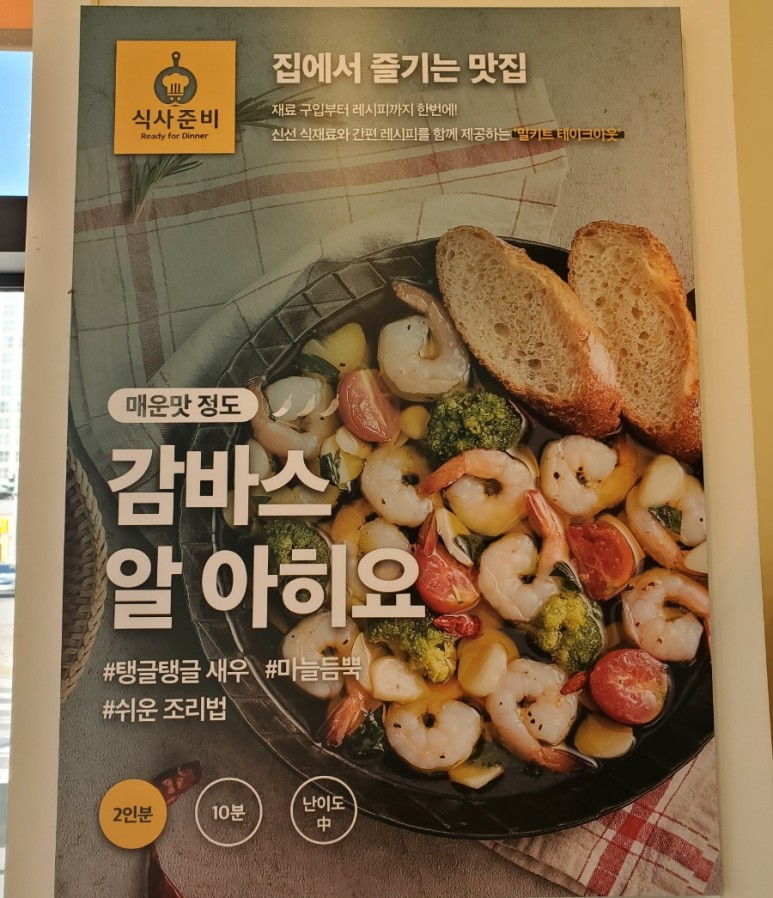 식사준비
Ready for Dinner
집에서 즐기는 맛집
재료 구입부터 레시피까지 한번에!
신선 식재료와 간편 레시피를 함께 제공하는 '밀키트 테이크아웃'
매운맛 정도
감바스
알 아히요
#탱글탱글 새우 #마늘듬뿍
#쉬운 조리법
2인분
10분
난이도
中